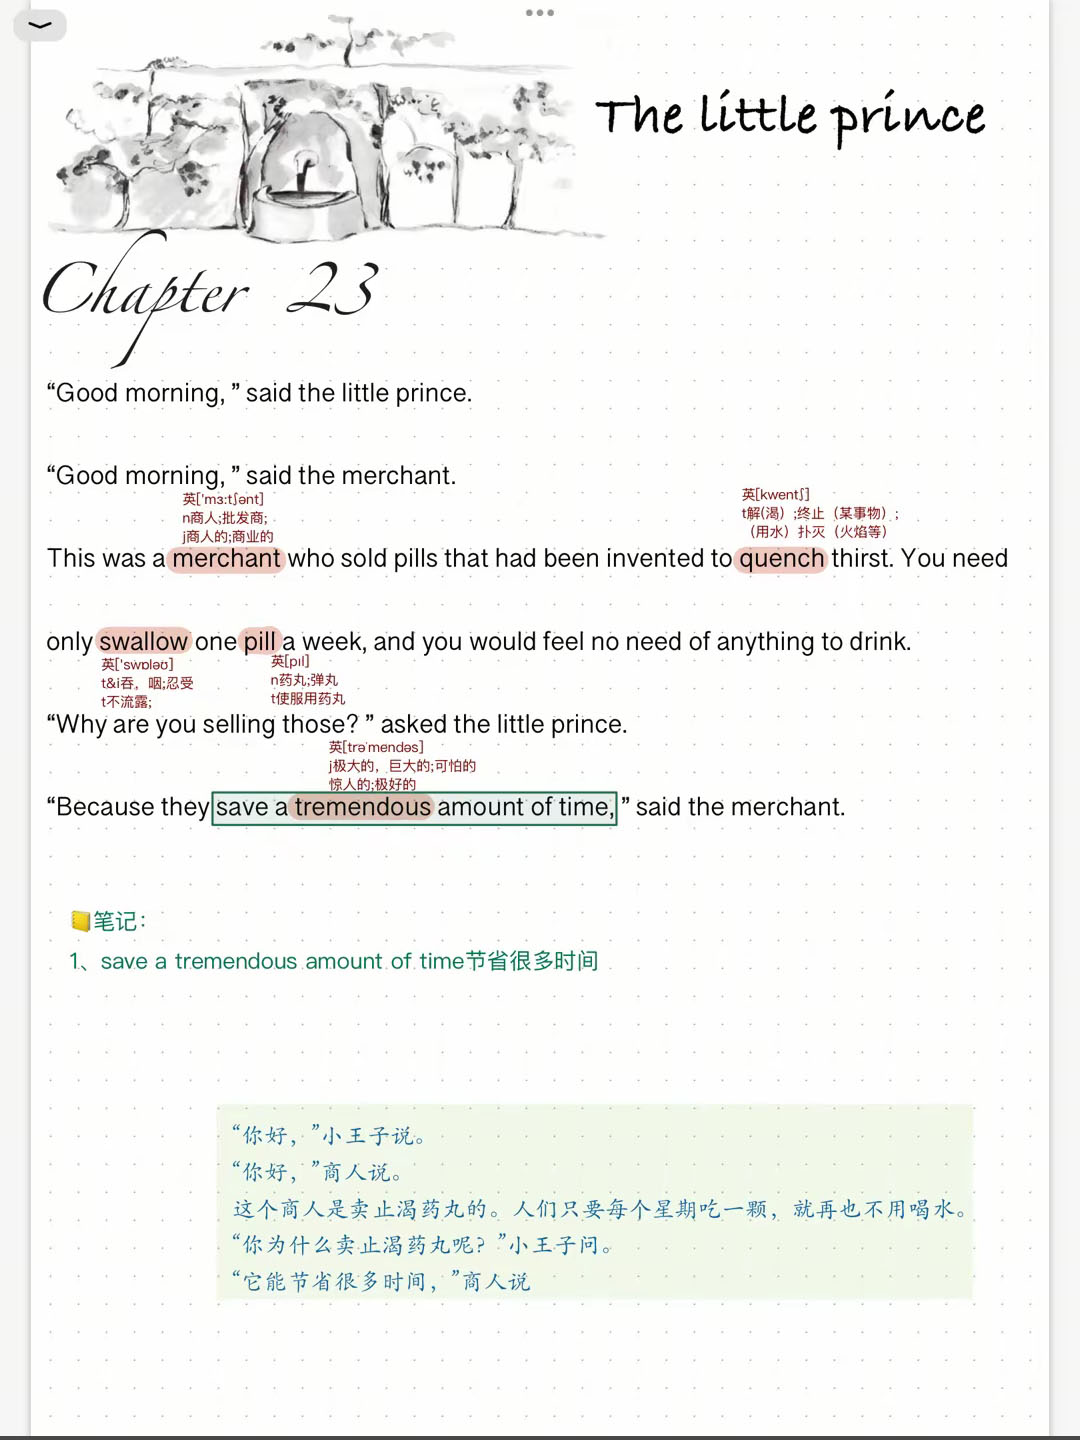 The little prince
Chapter 23
“Good morning, ” said the little prince.
“Good morning, ” said the merchant.
英['mɜ:tʃənt]
n商人;批发商;
j商人的;商业的
英[kwentʃ]
t解(渴）;终止（某事物）;
（用水）扑灭（火焰等）
This was a merchant who sold pills that had been invented to quench thirst. You need
only swallow one pill a week, and you would feel no need of anything to drink.
英['swɒləʊ]
t&i吞，咽;忍受
t不流露;
英[pɪl]
n药丸;弹丸
t使服用药丸
“Why are you selling those? ” asked the little prince.
英[trəˈmendəs]
j极大的，巨大的;可怕的
惊人的;极好的
“Because they save a tremendous amount of time, ” said the merchant.
📒笔记：
1、save a tremendous amount of time节省很多时间
“你好，”小王子说。
“你好，”商人说。
这个商人是卖止渴药丸的。人们只要每个星期吃一颗，就再也不用喝水。
“你为什么卖止渴药丸呢？”小王子问。
“它能节省很多时间，”商人说